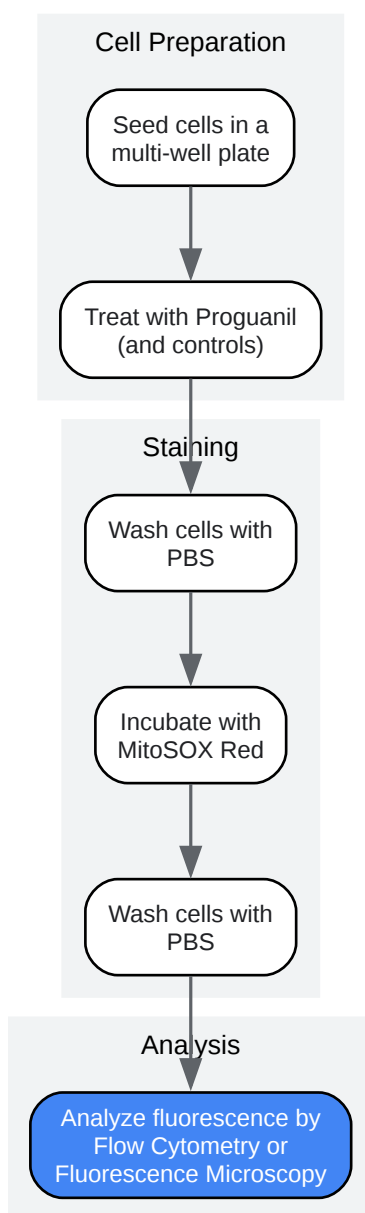 Cell Preparation
Seed cells in a
multi-well plate
Treat with Proguanil
(and controls)
Staining
Wash cells with
PBS
Incubate with
MitoSOX Red
Wash cells with
PBS
Analysis
Analyze fluorescence by
Flow Cytometry or
Fluorescence Microscopy